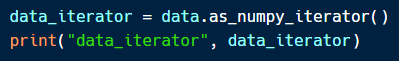 data_iterator = data.as_numpy_iterator()
print("data_iterator", data_iterator)